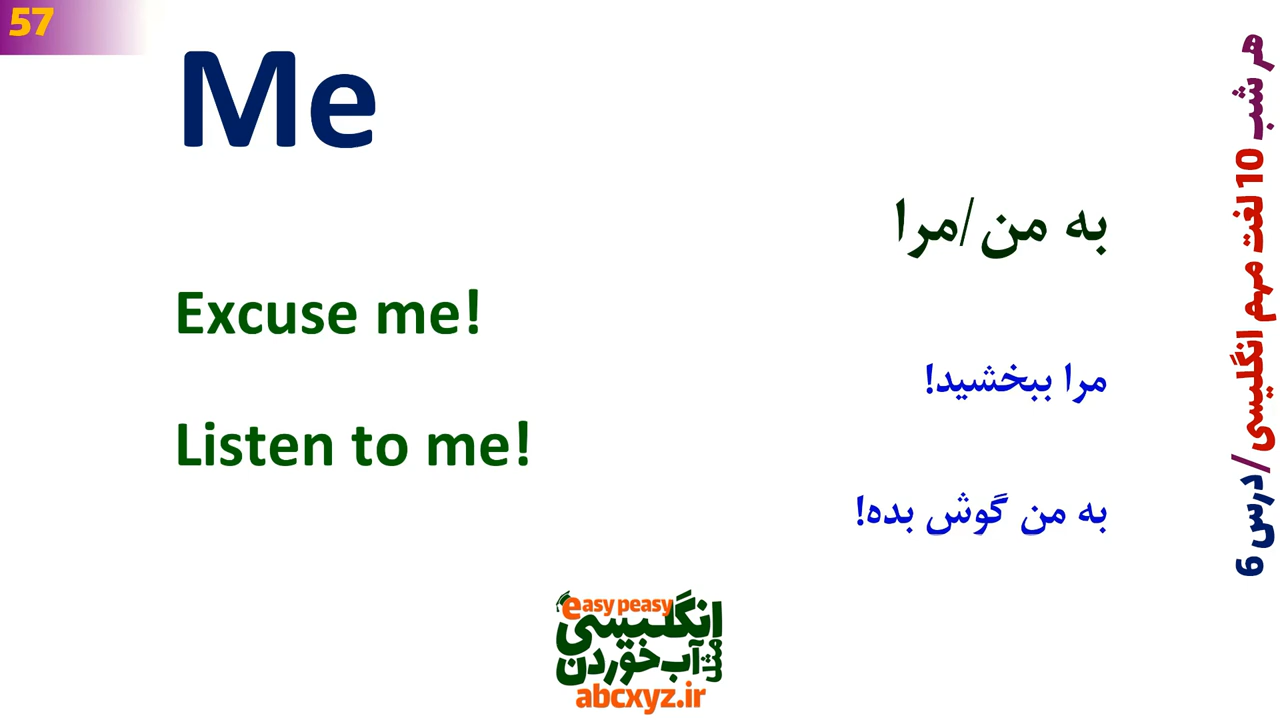 57
Me
به من/مرا
Excuse me!
مرا ببخشید!
Listen to me!
به من گوش بده!
هر شب 10 لغت مهم انگلیسی/درس 6
easy peasy
انگلیسی
مثل آب خوردن
abcxyz.ir